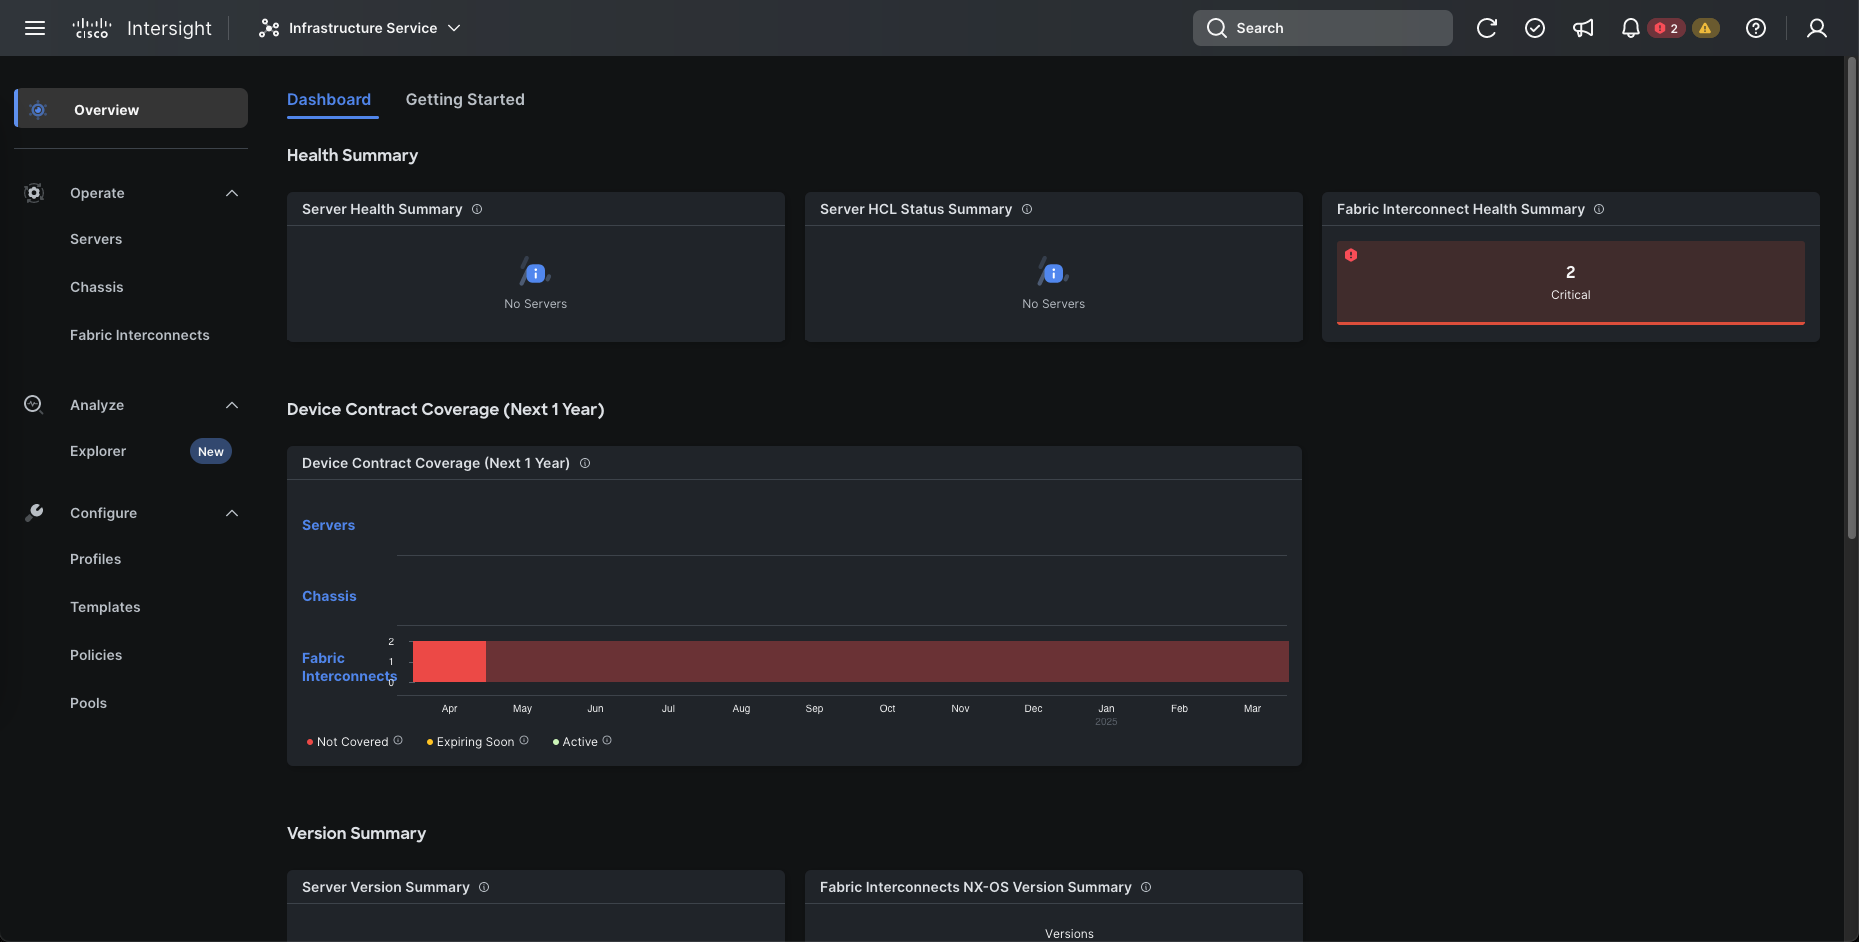 CISCO Intersight
Infrastructure Service
Search
2
Overview
Operate
Servers
Chassis
Fabric Interconnects
Analyze
Explorer New
Configure
Profiles
Templates
Policies
Pools
Dashboard Getting Started
Health Summary
Server Health Summary
No Servers
Server HCL Status Summary
No Servers
Fabric Interconnect Health Summary
2
Critical
Device Contract Coverage (Next 1 Year)
Device Contract Coverage (Next 1 Year)
Servers
Chassis
Fabric
Interconnects
2
1
0
Apr May Jun Jul Aug Sep Oct Nov Dec Jan Feb Mar
2025
Not Covered Expiring Soon Active
Version Summary
Server Version Summary
Fabric Interconnects NX-OS Version Summary
Versions